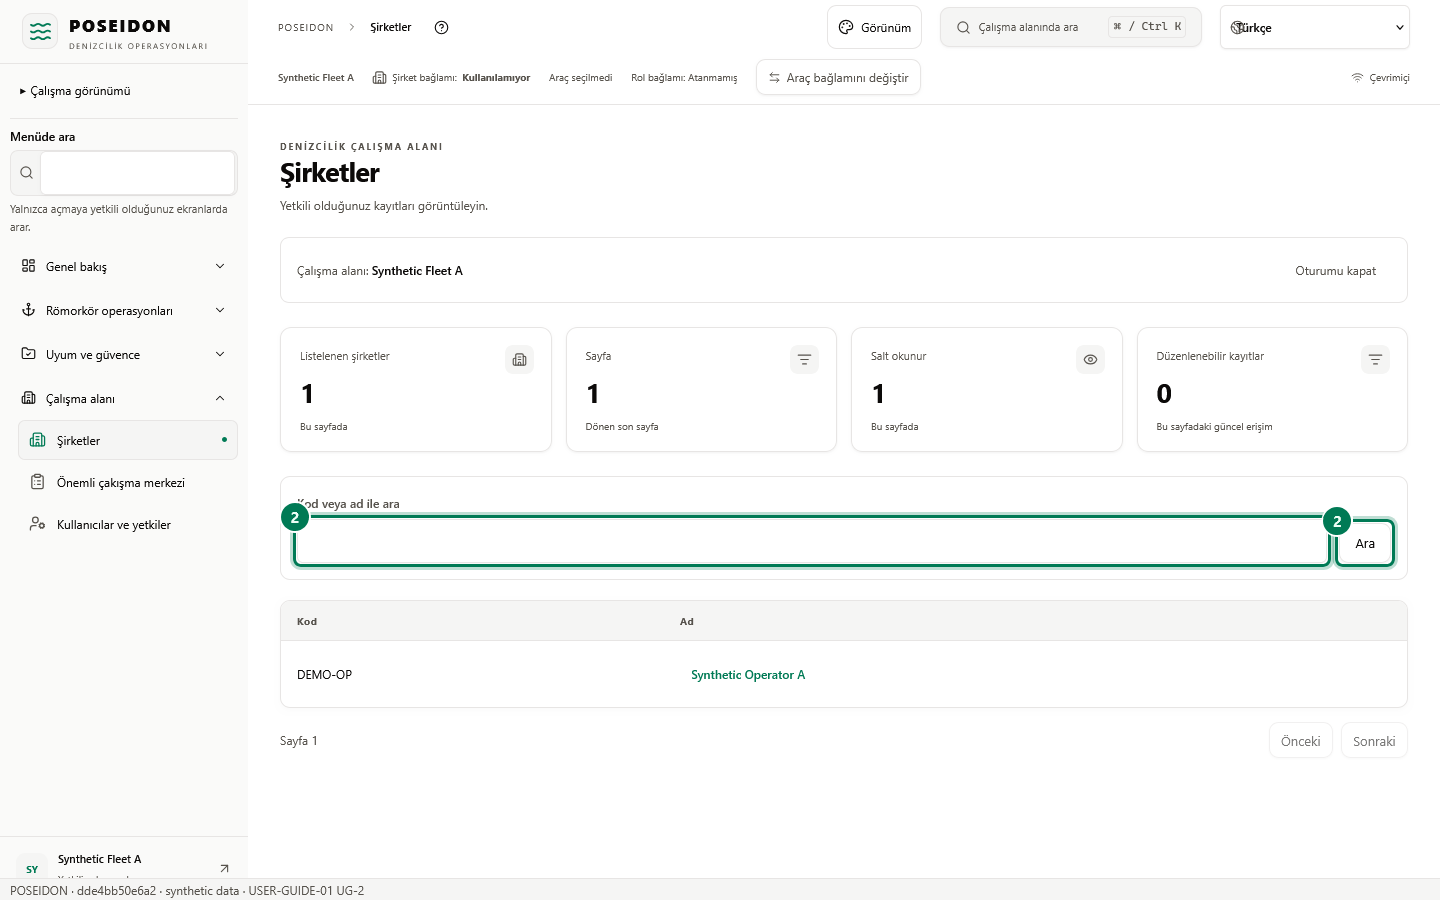 POSEIDON
DENİZCİLİK OPERASYONLARI
Çalışma görünümü
Menüde ara
Yalnızca açmaya yetkili olduğunuz ekranlarda
arar.
Genel bakış
Römorkör operasyonları
Uyum ve güvence
Çalışma alanı
Şirketler
Önemli çakışma merkezi
Kullanıcılar ve yetkiler
SY
Synthetic Fleet A
POSEIDON
Şirketler
Görünüm
Çalışma alanında ara
⌘ / Ctrl K
Türkçe
Synthetic Fleet A
Şirket bağlamı: Kullanılamıyor
Araç seçilmedi
Rol bağlamı: Atanmamış
Araç bağlamını değiştir
Çevrimiçi
DENİZCİLİK ÇALIŞMA ALANI
Şirketler
Yetkili olduğunuz kayıtları görüntüleyin.
Çalışma alanı: Synthetic Fleet A
Oturumu kapat
Listelenen şirketler
1
Bu sayfada
Sayfa
1
Dönen son sayfa
Salt okunur
1
Bu sayfada
Düzenlenebilir kayıtlar
0
Bu sayfadaki güncel erişim
Kod veya ad ile ara
2
2
Ara
Kod Ad
DEMO-OP Synthetic Operator A
Sayfa 1
Önceki
Sonraki
POSEIDON · dde4bb50e6a2 · synthetic data · USER-GUIDE-01 UG-2